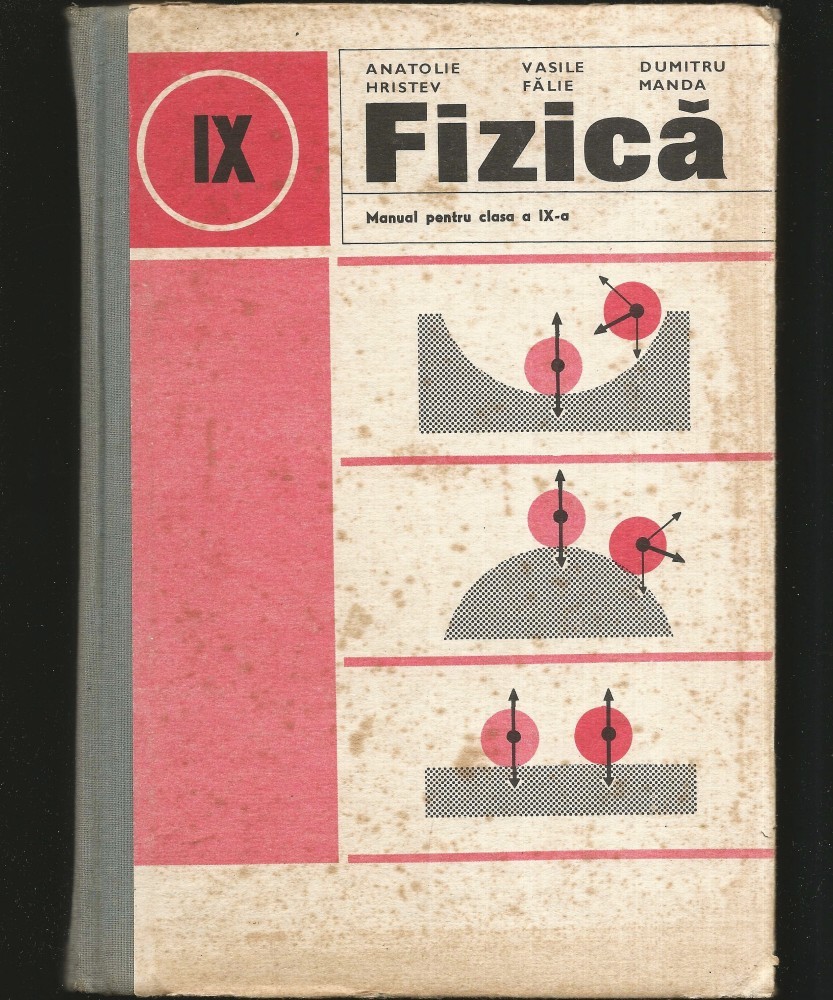 IX
ANATOLIE VASILE DUMITRU
HRISTEV FĂLIE MANDA
Fizică
Manual pentru clasa a IX-a